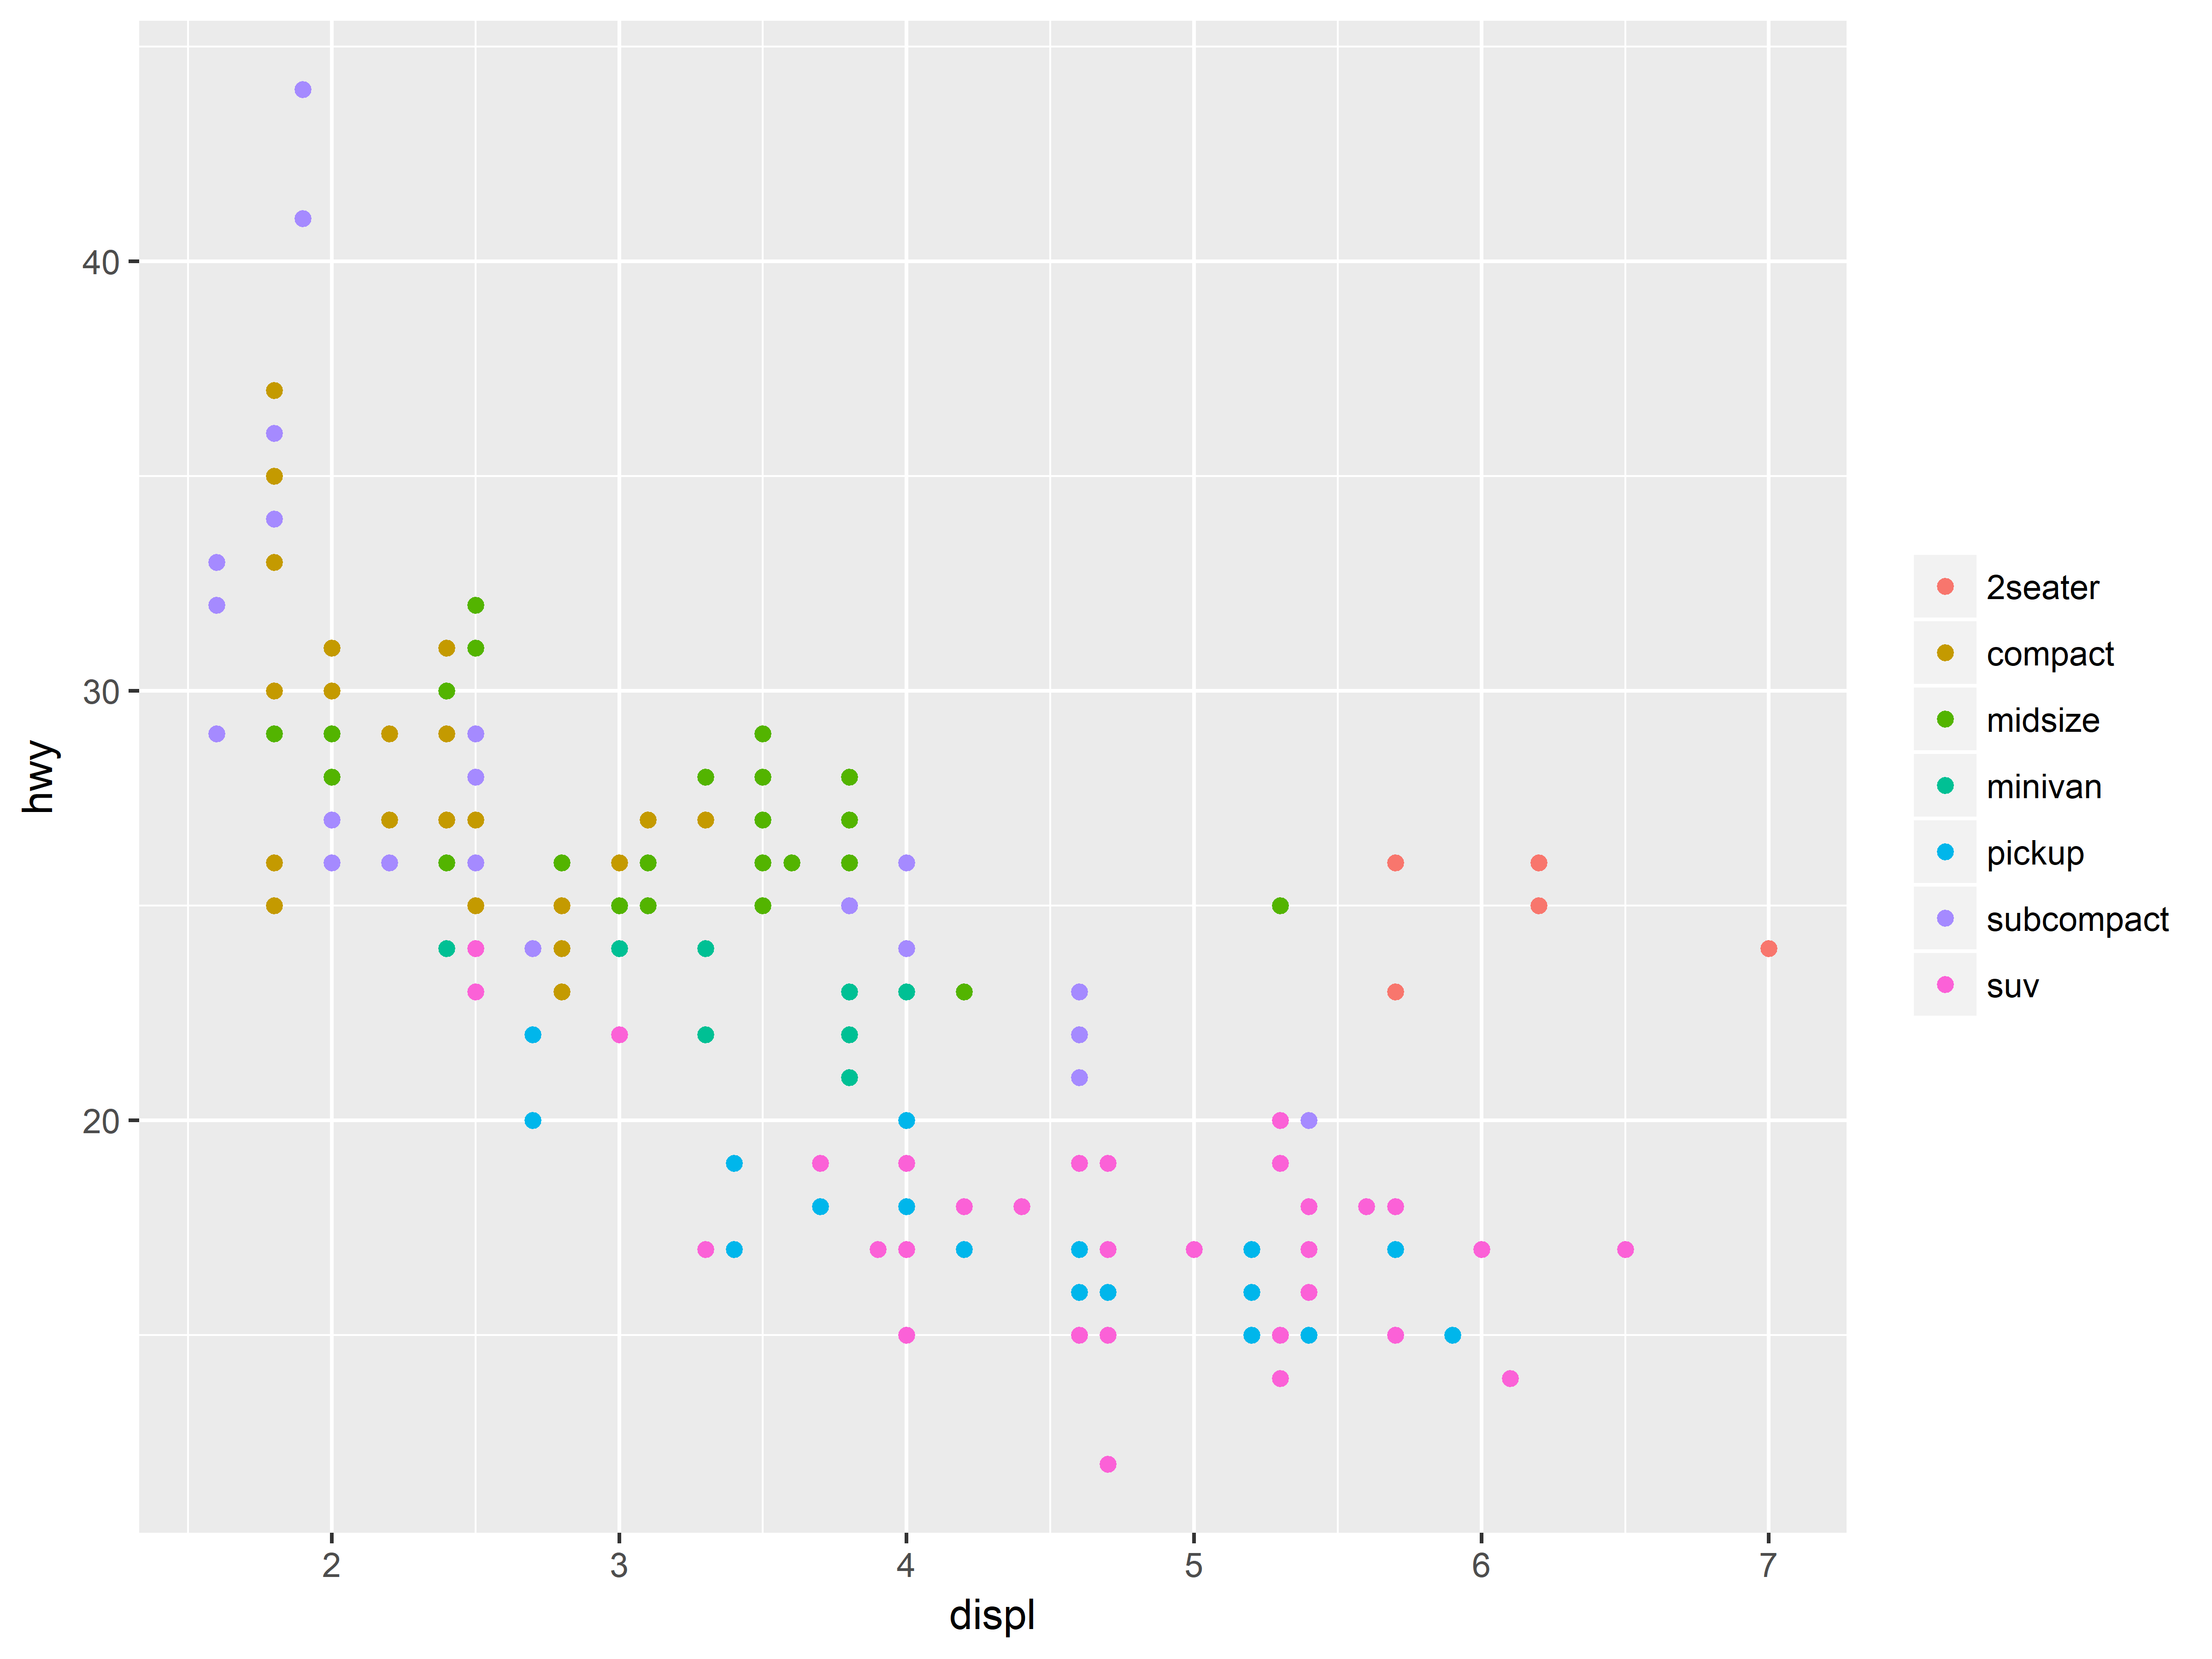 hwy
40
30
20
2
3
4
5
6
7
displ
2seater
compact
midsize
minivan
pickup
subcompact
suv